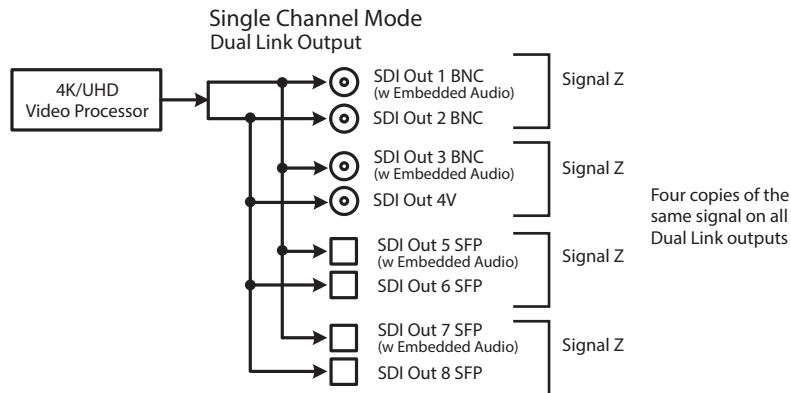 Single Channel Mode
Dual Link Output
4K/UHD
Video Processor
SDI Out 1 BNC
(w Embedded Audio)
SDI Out 2 BNC
Signal Z
SDI Out 3 BNC
(w Embedded Audio)
SDI Out 4V
Signal Z
SDI Out 5 SFP
(w Embedded Audio)
SDI Out 6 SFP
Signal Z
SDI Out 7 SFP
(w Embedded Audio)
SDI Out 8 SFP
Signal Z
Four copies of the
same signal on all
Dual Link outputs